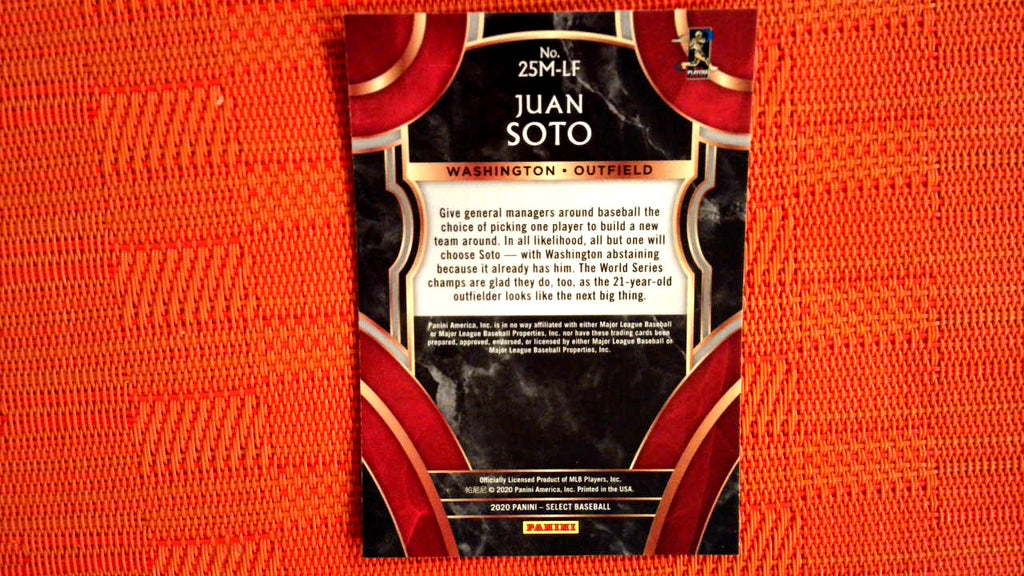 No.
25M-LF
JUAN
SOTO
PLAYERS
WASHINGTON • OUTFIELD
Give general managers around baseball the
choice of picking one player to build a new
team around. In all likelihood, all but one will
choose Soto — with Washington abstaining
because it already has him. The World Series
champs are glad they do, too, as the 21-year-old
outfielder looks like the next big thing.
Panini America, Inc. is in no way affiliated with either Major League Baseball
or Major League Baseball Properties, Inc. nor have these trading cards been
prepared, approved, endorsed, or licensed by either Major League Baseball or
Major League Baseball Properties, Inc.
Officially Licensed Product of MLB Players, Inc.
帕尼尼 © 2020 Panini America, Inc. Printed in the USA.
2020 PANINI – SELECT BASEBALL
PANINI